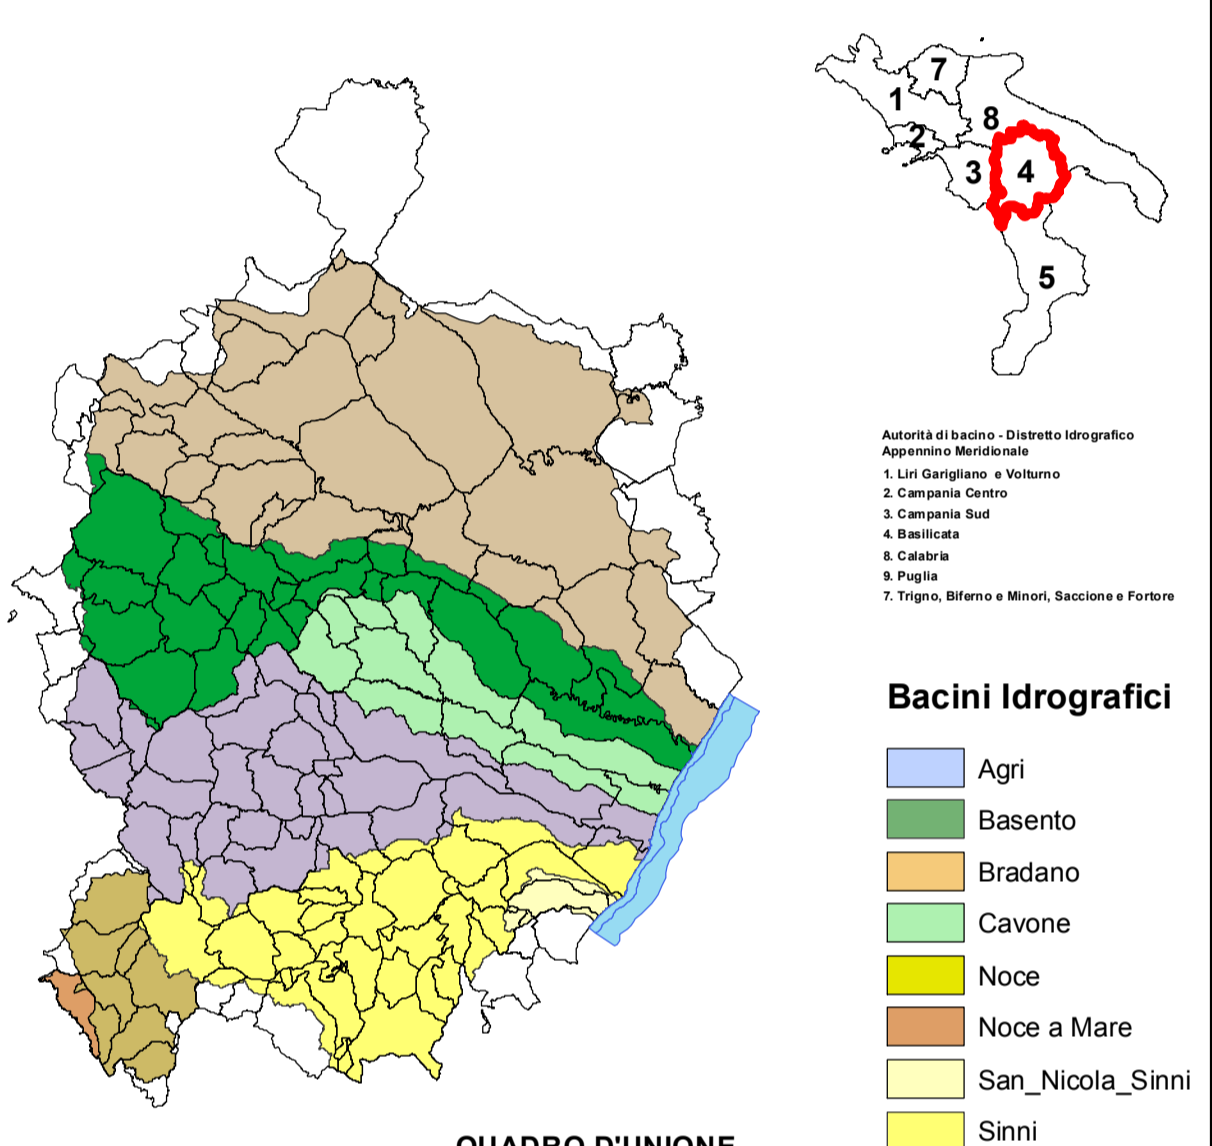 7
1
8
2
3
4
5
Autorità di bacino - Distretto Idrografico
Appennino Meridionale
1. Liri Garigliano e Volturno
2. Campania Centro
3. Campania Sud
4. Basilicata
8. Calabria
9. Puglia
7. Trigno, Biferno e Minori, Saccione e Fortore
Bacini Idrografici
Agri
Basento
Bradano
Cavone
Noce
Noce a Mare
San_Nicola_Sinni
Sinni
QUADRO D'UNIONE